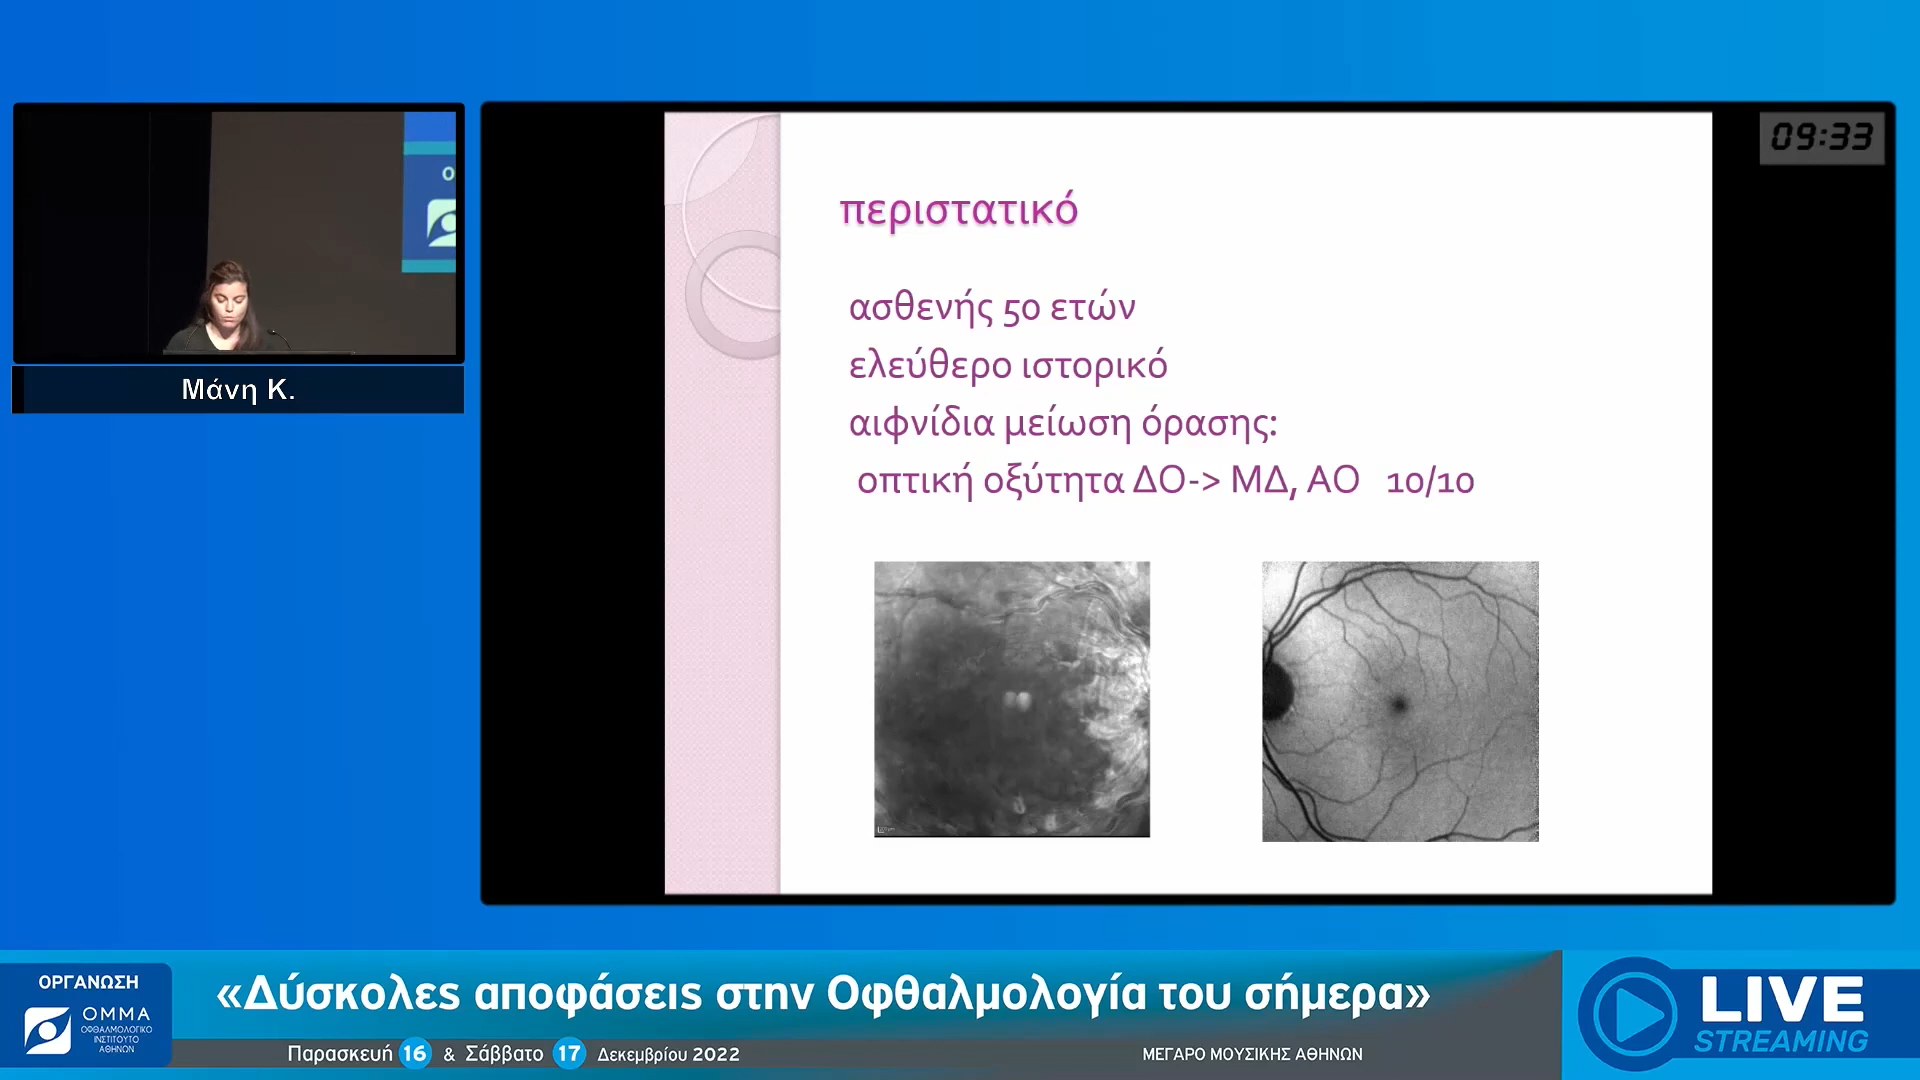 09:33
Ο
Μάνη Κ.
περιστατικό
ασθενής 50 ετών
ελεύθερο ιστορικό
αιφνίδια μείωση όρασης:
οπτική οξύτητα ΔΟ-> ΜΔ, ΑΟ 10/10
ΟΡΓΑΝΩΣΗ
ΟΜΜΑ
ΟΦΘΑΛΜΟΛΟΓΙΚΟ
ΙΝΣΤΙΤΟΥΤΟ
ΑΘΗΝΩΝ
«Δύσκολες αποφάσεις στην Οφθαλμολογία του σήμερα»
Παρασκευή 16 & Σάββατο 17 Δεκεμβρίου 2022
ΜΕΓΑΡΟ ΜΟΥΣΙΚΗΣ ΑΘΗΝΩΝ
LIVE
STREAMING